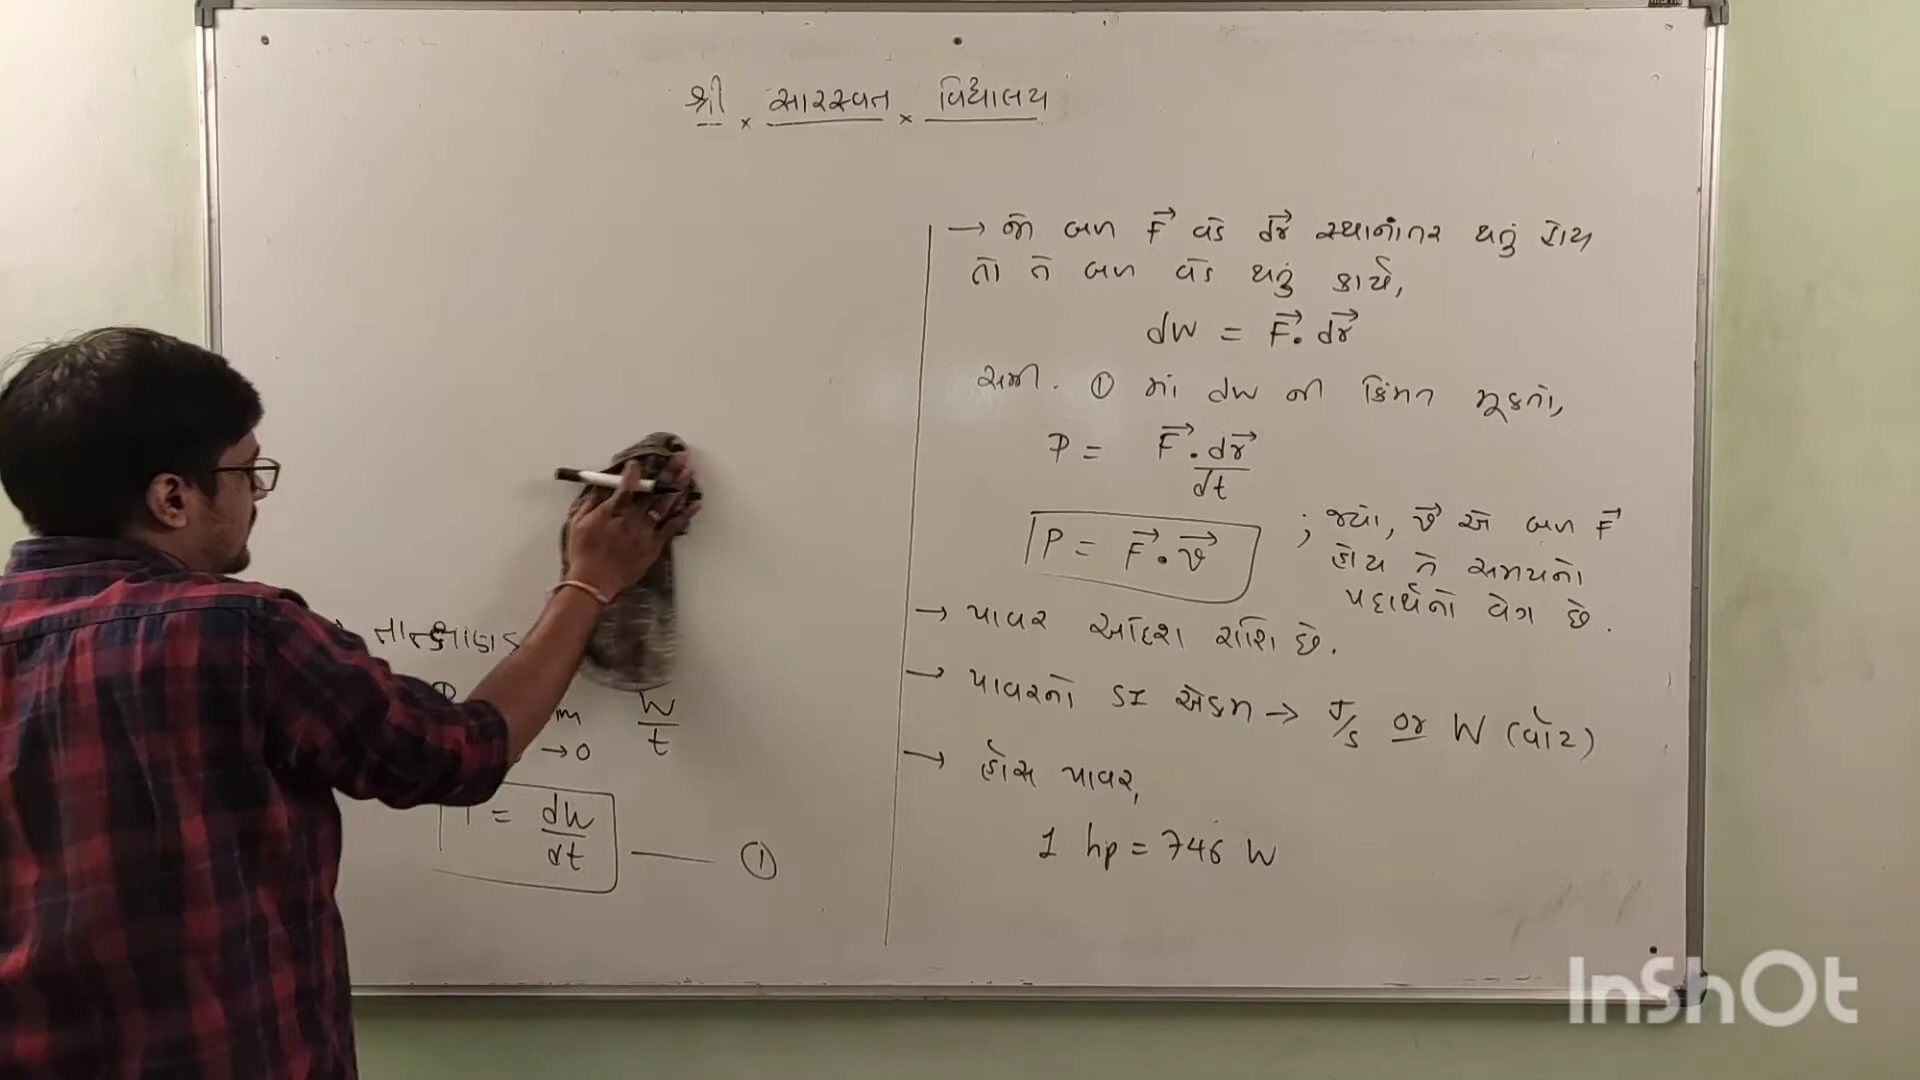 શ્રી × સારસ્વત × વિદ્યાલય
તાત્ક્ષણિક
lim W/t
→0
P = dW/dt —— ①
→ જો બળ F⃗ વડે dr⃗ સ્થાનાંતર થતું હોય
તો તે બળ વડે થતું કાર્ય,
dW = F⃗ . dr⃗
સમી. ① માં dW ની કિંમત મૂકતાં,
P = F⃗ . dr⃗/dt
P = F⃗ . v⃗
; જ્યાં, v⃗ એ બળ F⃗
હોય તે સમયનો
પદાર્થનો વેગ છે.
→ પાવર અદિશ રાશિ છે.
→ પાવરનો SI એકમ → J/s or W (વૉટ)
→ હોર્સ પાવર,
1 hp = 746 W
InShOt